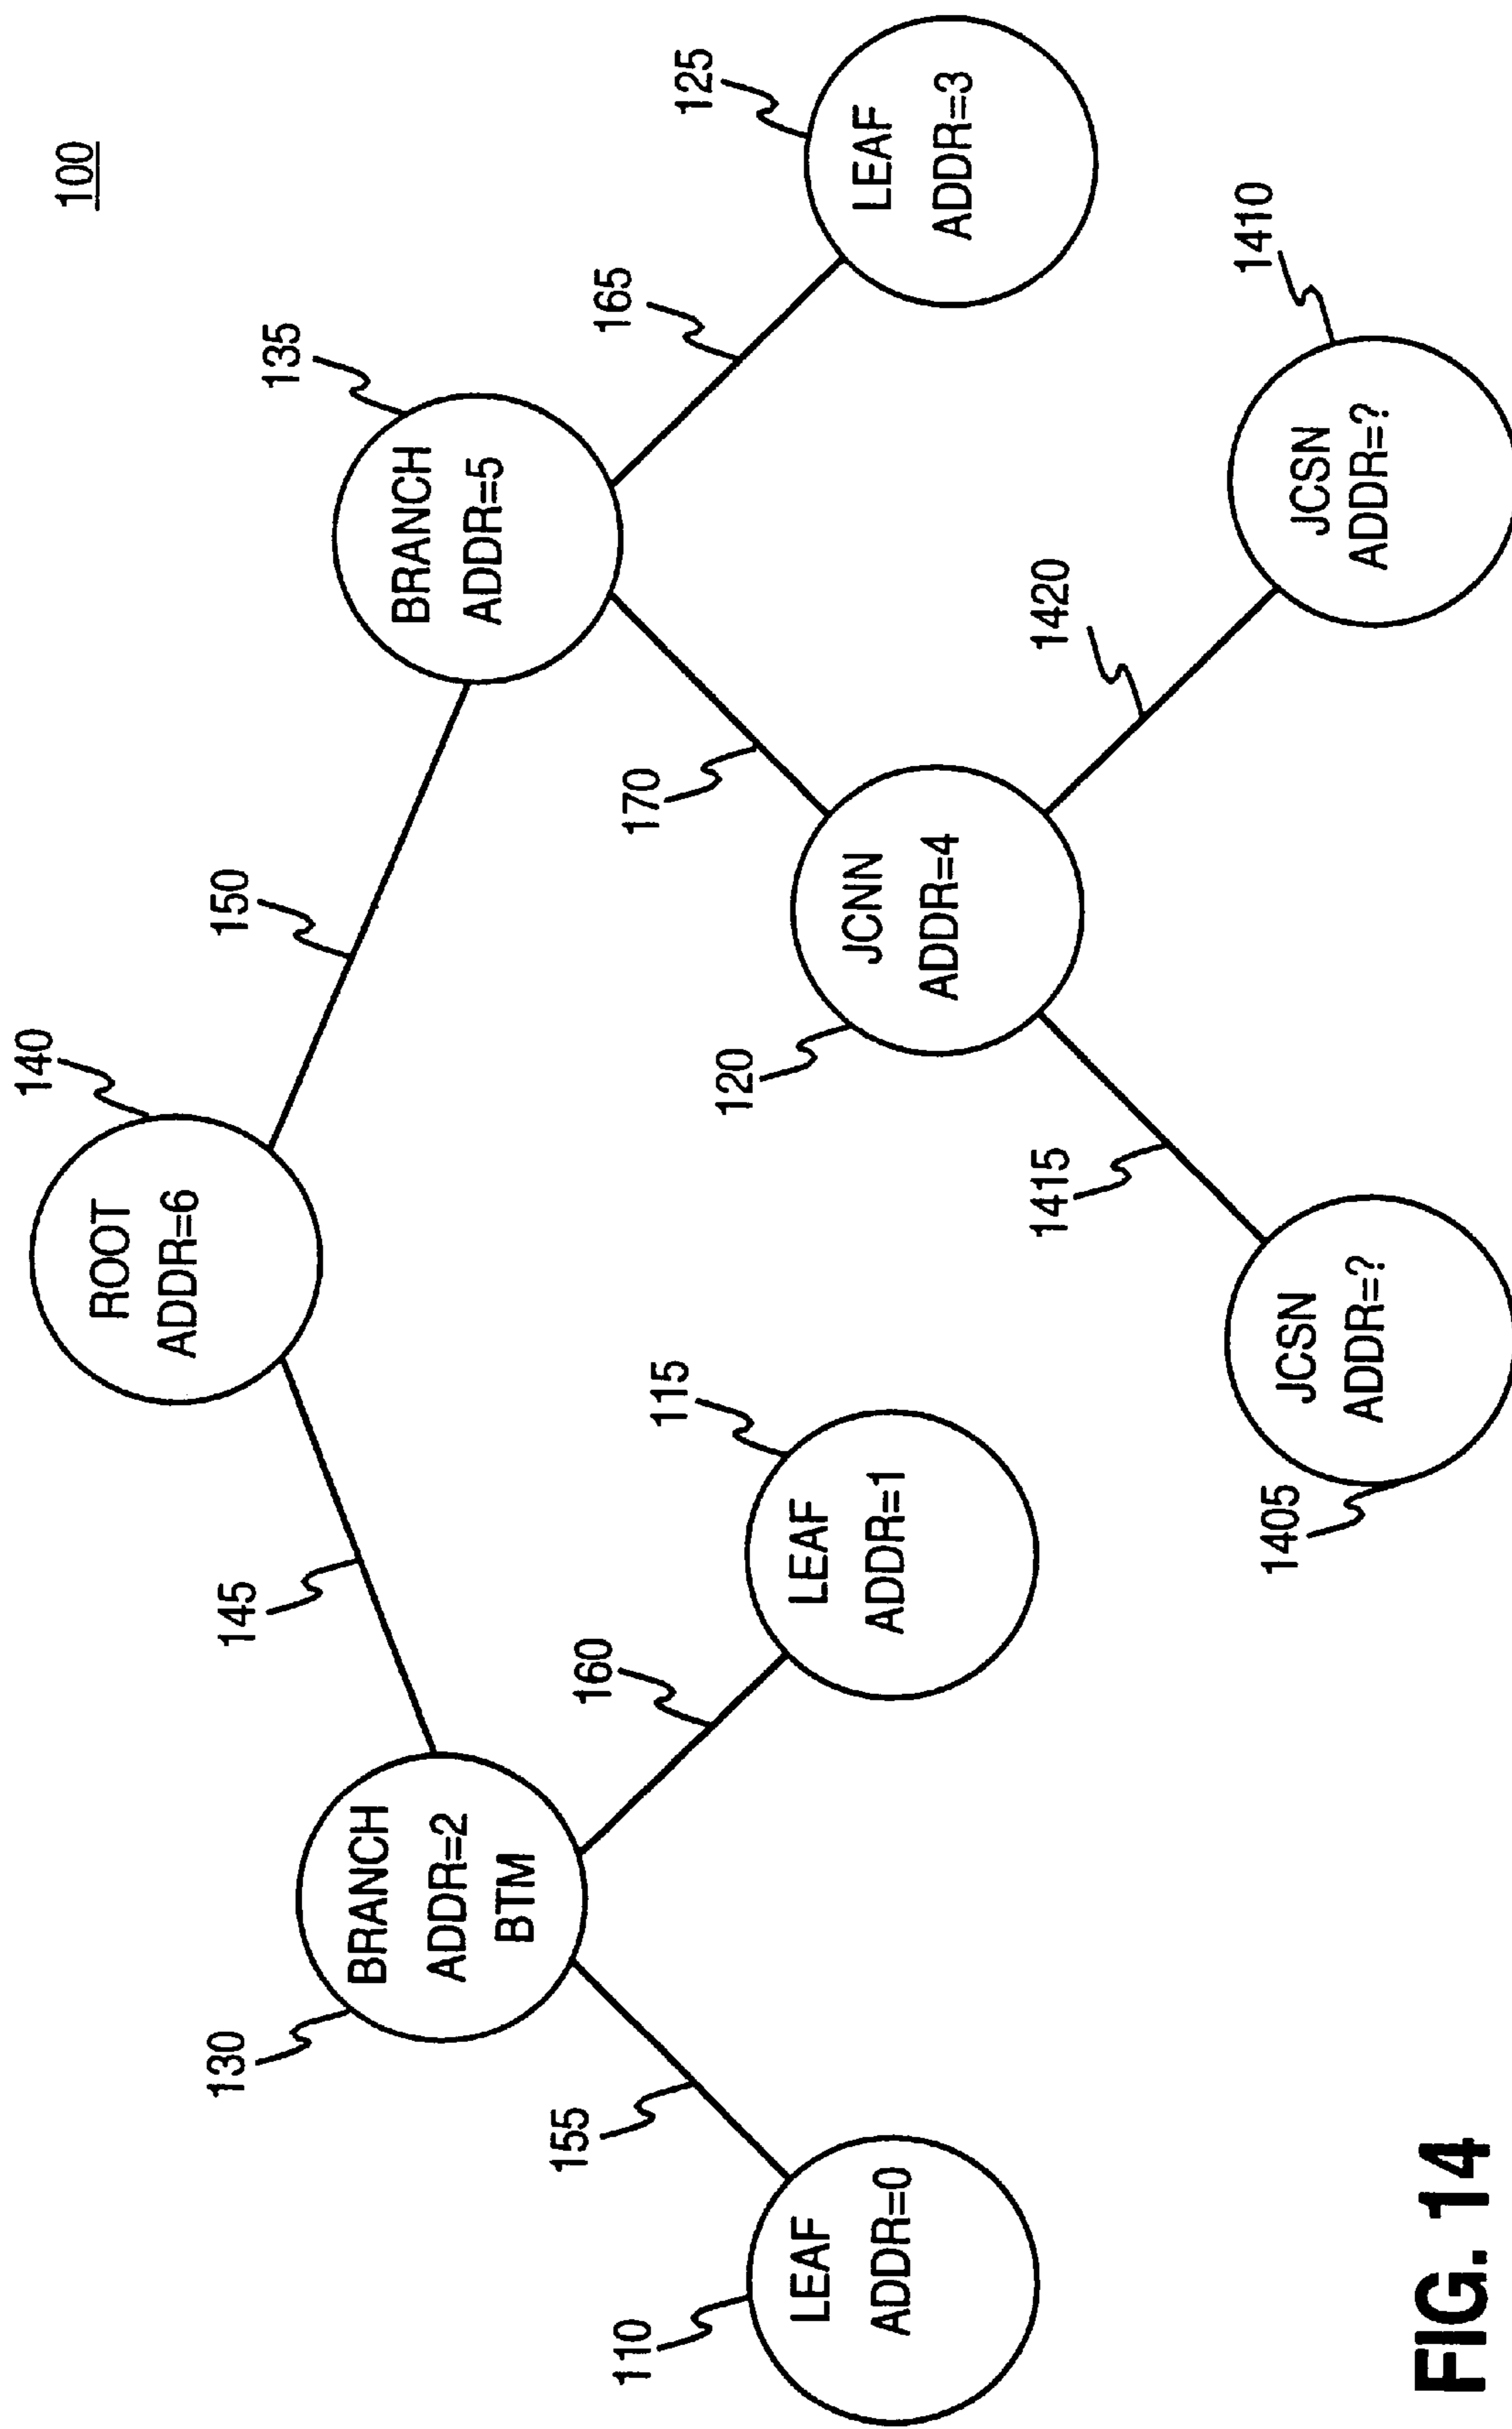 100
140
ROOT
ADDR=6
145
150
130
BRANCH
ADDR=2
BTM
135
BRANCH
ADDR=5
155
160
170
165
110
LEAF
ADDR=0
115
LEAF
ADDR=1
120
JCNN
ADDR=4
125
LEAF
ADDR=3
1415
1420
1405
JCSN
ADDR=?
1410
JCSN
ADDR=?
FIG. 14